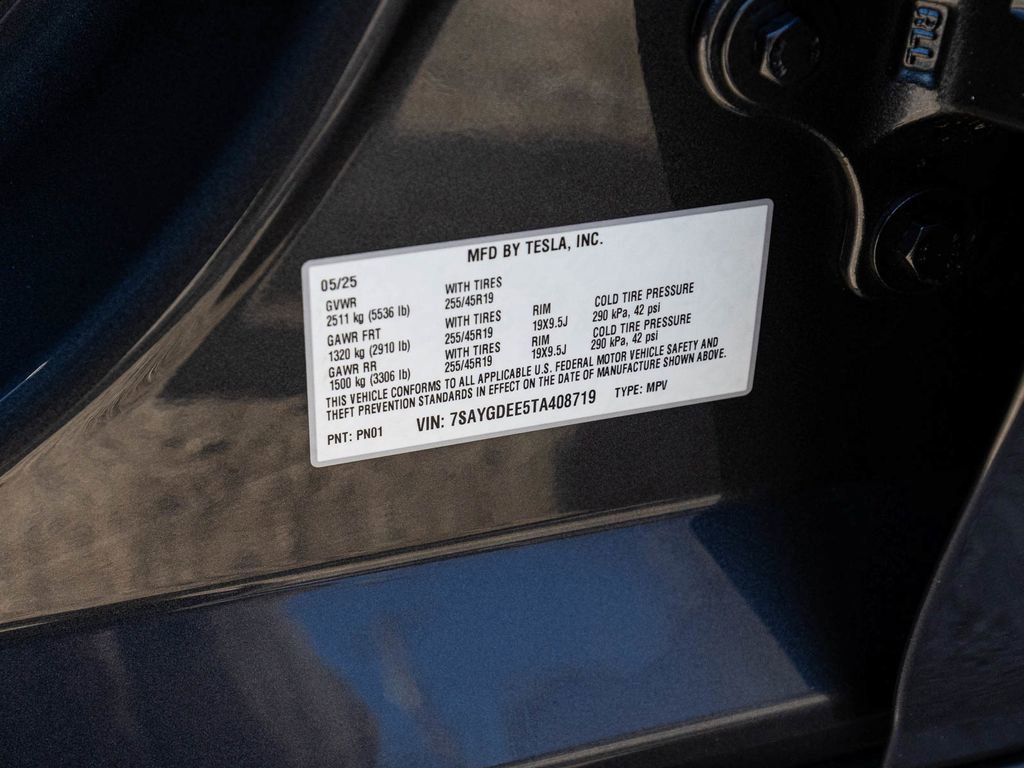 MFD BY TESLA, INC.
05/25
GVWR WITH TIRES
2511 kg (5536 lb) 255/45R19 RIM COLD TIRE PRESSURE
GAWR FRT WITH TIRES 19X9.5J 290 kPa, 42 psi
1320 kg (2910 lb) 255/45R19 RIM COLD TIRE PRESSURE
GAWR RR WITH TIRES 19X9.5J 290 kPa, 42 psi
1500 kg (3306 lb) 255/45R19
THIS VEHICLE CONFORMS TO ALL APPLICABLE U.S. FEDERAL MOTOR VEHICLE SAFETY AND
THEFT PREVENTION STANDARDS IN EFFECT ON THE DATE OF MANUFACTURE SHOWN ABOVE.
PNT: PN01 VIN: 7SAYGDEE5TA408719 TYPE: MPV